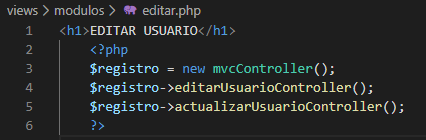 views > modulos > editar.php
1 <h1>EDITAR USUARIO</h1>
2 <?php
3 $registro = new mvcController();
4 $registro->editarUsuarioController();
5 $registro->actualizarUsuarioController();
6 ?>